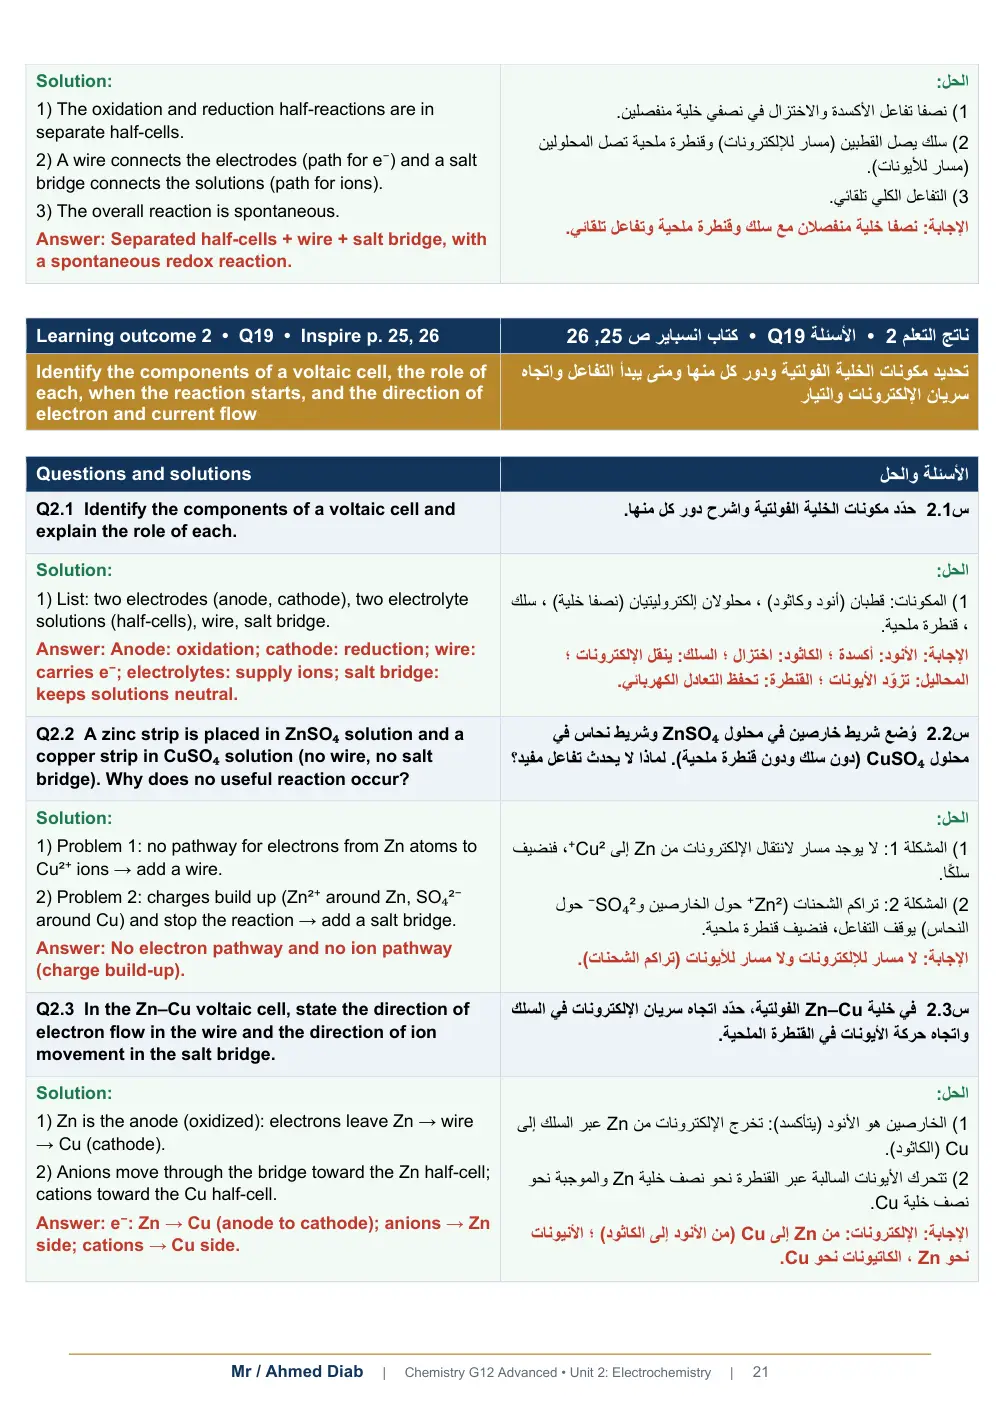 Solution:
1) The oxidation and reduction half-reactions are in
separate half-cells.
2) A wire connects the electrodes (path for e⁻) and a salt
bridge connects the solutions (path for ions).
3) The overall reaction is spontaneous.
Answer: Separated half-cells + wire + salt bridge, with
a spontaneous redox reaction.
الحل:
1) نصفا تفاعل الأكسدة والاختزال في نصفي خلية منفصلين.
2) سلك يصل القطبين (مسار للإلكترونات) وقنطرة ملحية تصل المحلولين
(مسار للأيونات).
3) التفاعل الكلي تلقائي.
الإجابة: نصفا خلية منفصلان مع سلك وقنطرة ملحية وتفاعل تلقائي.
Learning outcome 2 • Q19 • Inspire p. 25, 26
ناتج التعلم 2 • الأسئلة Q19 • كتاب انسباير ص 25, 26
Identify the components of a voltaic cell, the role of
each, when the reaction starts, and the direction of
electron and current flow
تحديد مكونات الخلية الفولتية ودور كل منها ومتى يبدأ التفاعل واتجاه
سريان الإلكترونات والتيار
Questions and solutions
الأسئلة والحل
Q2.1 Identify the components of a voltaic cell and
explain the role of each.
س2.1 حدّد مكونات الخلية الفولتية واشرح دور كل منها.
Solution:
1) List: two electrodes (anode, cathode), two electrolyte
solutions (half-cells), wire, salt bridge.
Answer: Anode: oxidation; cathode: reduction; wire:
carries e⁻; electrolytes: supply ions; salt bridge:
keeps solutions neutral.
الحل:
1) المكونات: قطبان (أنود وكاثود) ، محلولان إلكتروليتيان (نصفا خلية) ، سلك
، قنطرة ملحية.
الإجابة: الأنود: أكسدة ؛ الكاثود: اختزال ؛ السلك: ينقل الإلكترونات ؛
المحاليل: تزوّد الأيونات ؛ القنطرة: تحفظ التعادل الكهربائي.
Q2.2 A zinc strip is placed in ZnSO₄ solution and a
copper strip in CuSO₄ solution (no wire, no salt
bridge). Why does no useful reaction occur?
س2.2 وُضع شريط خارصين في محلول ZnSO₄ وشريط نحاس في
محلول CuSO₄ (دون سلك ودون قنطرة ملحية). لماذا لا يحدث تفاعل مفيد؟
Solution:
1) Problem 1: no pathway for electrons from Zn atoms to
Cu²⁺ ions → add a wire.
2) Problem 2: charges build up (Zn²⁺ around Zn, SO₄²⁻
around Cu) and stop the reaction → add a salt bridge.
Answer: No electron pathway and no ion pathway
(charge build-up).
الحل:
1) المشكلة 1: لا يوجد مسار لانتقال الإلكترونات من Zn إلى Cu²⁺، فنضيف
سلكًا.
2) المشكلة 2: تراكم الشحنات (Zn²⁺ حول الخارصين وSO₄²⁻ حول
النحاس) يوقف التفاعل، فنضيف قنطرة ملحية.
الإجابة: لا مسار للإلكترونات ولا مسار للأيونات (تراكم الشحنات).
Q2.3 In the Zn–Cu voltaic cell, state the direction of
electron flow in the wire and the direction of ion
movement in the salt bridge.
س2.3 في خلية Zn–Cu الفولتية، حدّد اتجاه سريان الإلكترونات في السلك
واتجاه حركة الأيونات في القنطرة الملحية.
Solution:
1) Zn is the anode (oxidized): electrons leave Zn → wire
→ Cu (cathode).
2) Anions move through the bridge toward the Zn half-cell;
cations toward the Cu half-cell.
Answer: e⁻: Zn → Cu (anode to cathode); anions → Zn
side; cations → Cu side.
الحل:
1) الخارصين هو الأنود (يتأكسد): تخرج الإلكترونات من Zn عبر السلك إلى
Cu (الكاثود).
2) تتحرك الأيونات السالبة عبر القنطرة نحو نصف خلية Zn والموجبة نحو
نصف خلية Cu.
الإجابة: الإلكترونات: من Zn إلى Cu (من الأنود إلى الكاثود) ؛ الأنيونات
نحو Zn ، الكاتيونات نحو Cu.
Mr / Ahmed Diab | Chemistry G12 Advanced • Unit 2: Electrochemistry | 21